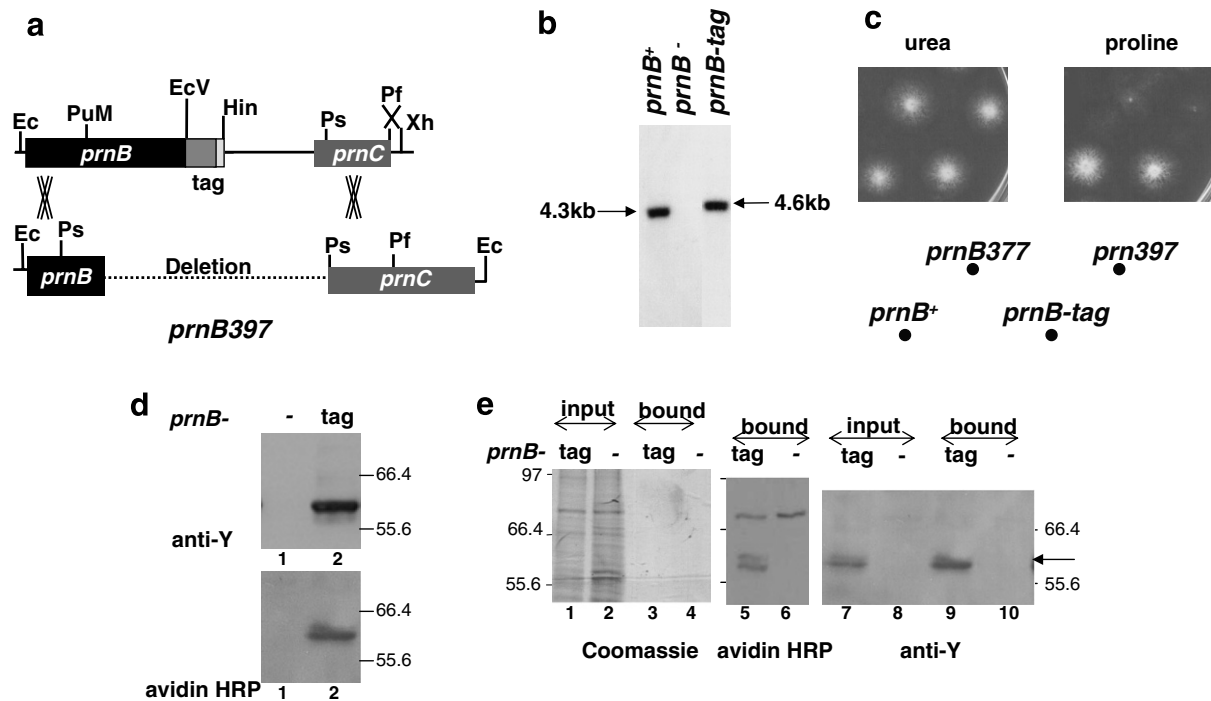 a
EcV
Pf
PuM
Hin
Ec
Ps
Xh
prnB
prnC
tag
Ec
Ps
Ps
Pf
Ec
prnB
Deletion
prnC
prnB397
b
prnB+
prnB-
prnB-tag
4.3kb
4.6kb
c
urea
proline
prnB377
prn397
prnB+
prnB-tag
d
prnB-
-
tag
66.4
55.6
anti-Y
1
2
66.4
55.6
avidin HRP
1
2
e
input
bound
bound
input
bound
prnB-
tag
-
tag
-
tag
-
tag
-
tag
-
97
66.4
55.6
66.4
55.6
1
2
3
4
5
6
7
8
9
10
Coomassie
avidin HRP
anti-Y